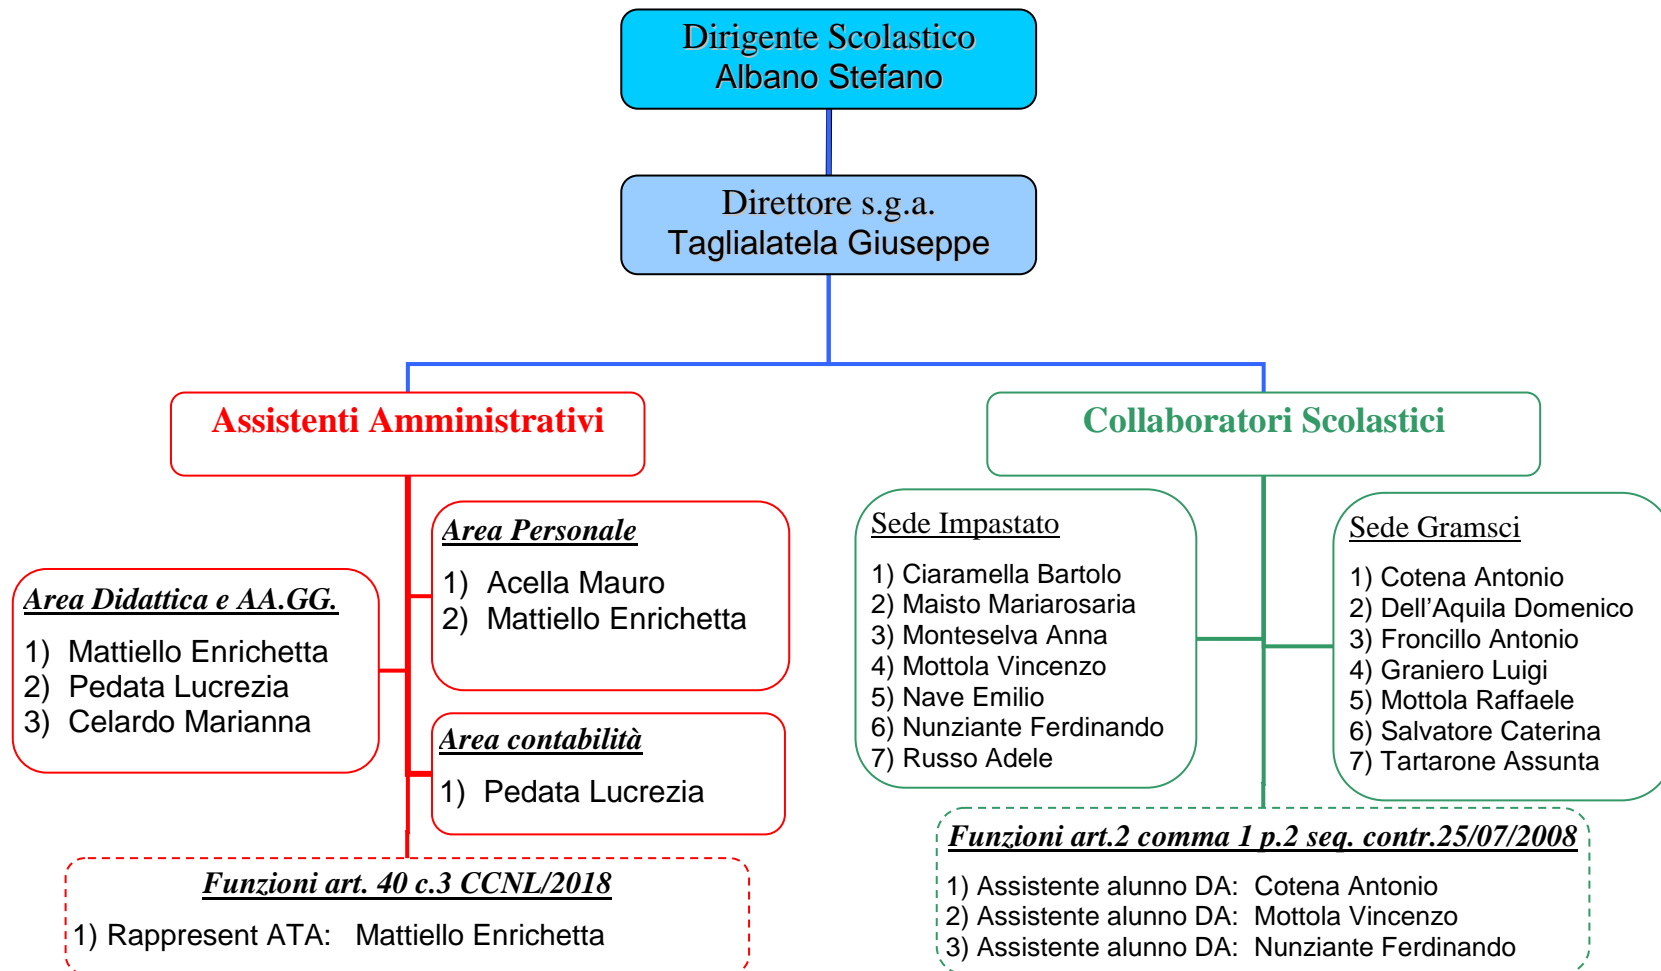 Dirigente Scolastico
Albano Stefano
Direttore s.g.a.
Taglialatela Giuseppe
Assistenti Amministrativi
Area Didattica e AA.GG.
1) Mattiello Enrichetta
2) Pedata Lucrezia
3) Celardo Marianna
Area Personale
1) Acella Mauro
2) Mattiello Enrichetta
Area contabilità
1) Pedata Lucrezia
Funzioni art. 40 c.3 CCNL/2018
1) Rappresent ATA: Mattiello Enrichetta
Collaboratori Scolastici
Sede Impastato
1) Ciaramella Bartolo
2) Maisto Mariarosaria
3) Monteselva Anna
4) Mottola Vincenzo
5) Nave Emilio
6) Nunziante Ferdinando
7) Russo Adele
Sede Gramsci
1) Cotena Antonio
2) Dell’Aquila Domenico
3) Froncillo Antonio
4) Graniero Luigi
5) Mottola Raffaele
6) Salvatore Caterina
7) Tartarone Assunta
Funzioni art.2 comma 1 p.2 seq. contr.25/07/2008
1) Assistente alunno DA: Cotena Antonio
2) Assistente alunno DA: Mottola Vincenzo
3) Assistente alunno DA: Nunziante Ferdinando